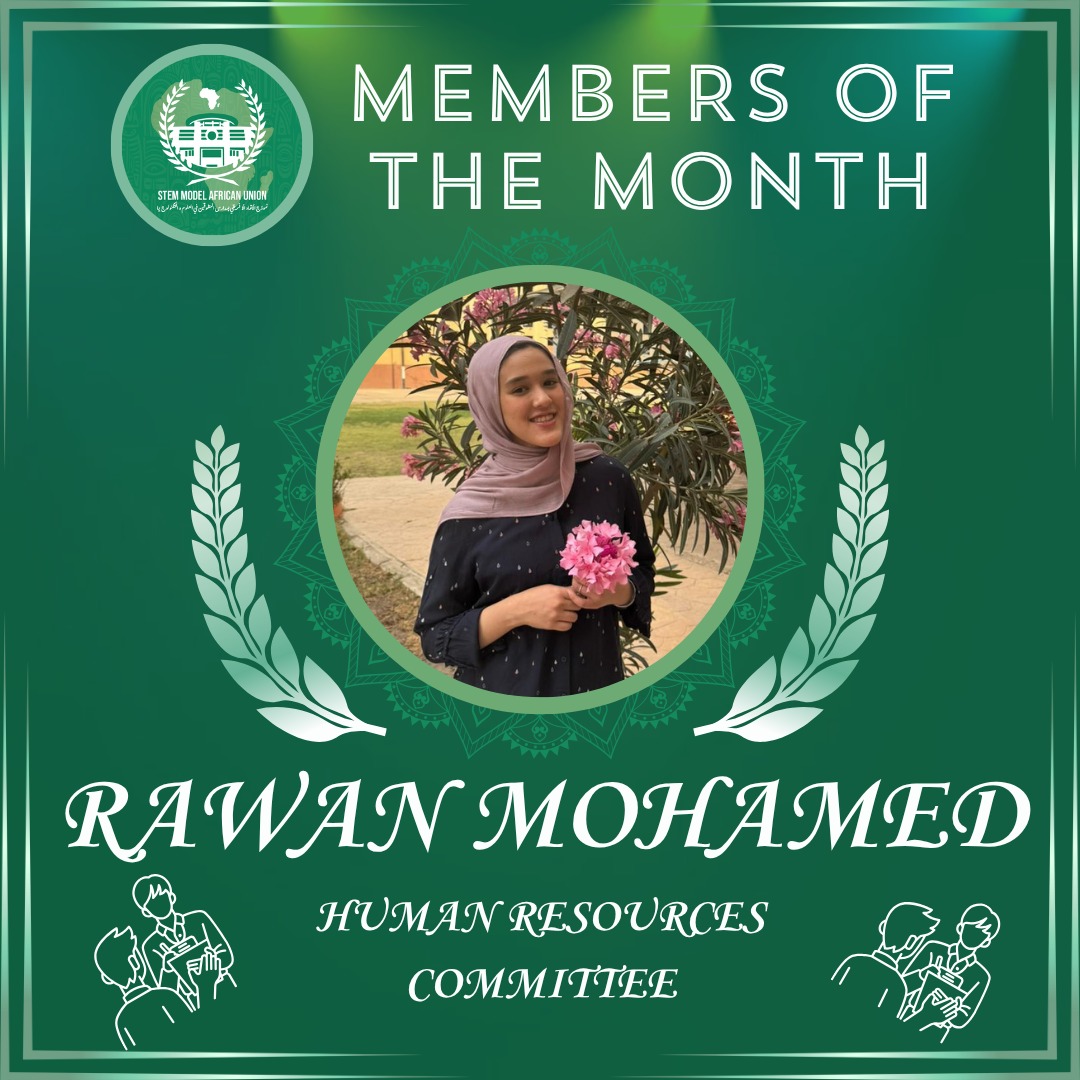 MEMBERS OF
THE MONTH
STEM MODEL AFRICAN UNION
RAWAN MOHAMED
HUMAN RESOURCES
COMMITTEE